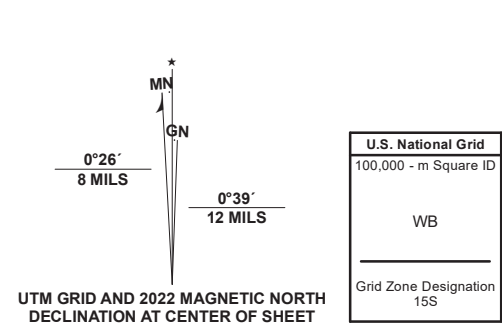 ★
MN
GN
0°26´
8 MILS
0°39´
12 MILS
UTM GRID AND 2022 MAGNETIC NORTH
DECLINATION AT CENTER OF SHEET
U.S. National Grid
100,000 - m Square ID
WB
Grid Zone Designation
15S